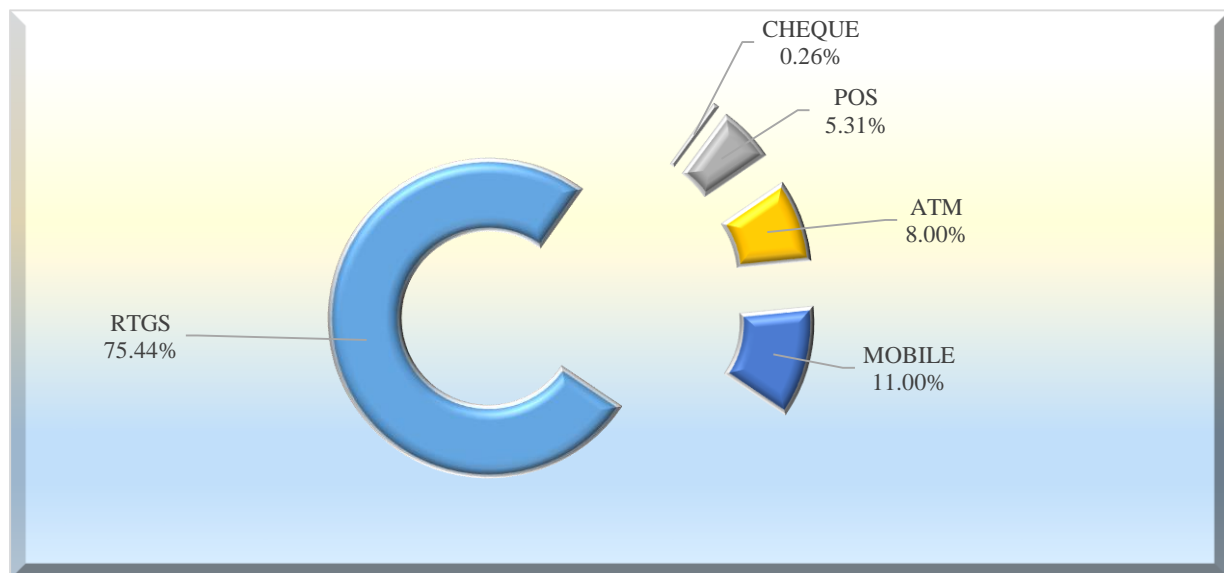 CHEQUE
0.26%
POS
5.31%
ATM
8.00%
RTGS
75.44%
MOBILE
11.00%